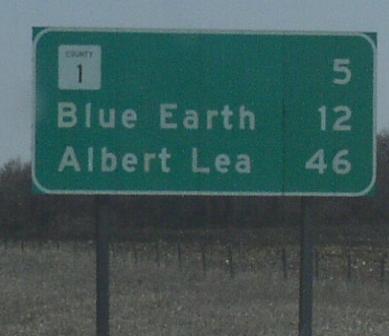 COUNTY
1 5
Blue Earth 12
Albert Lea 46